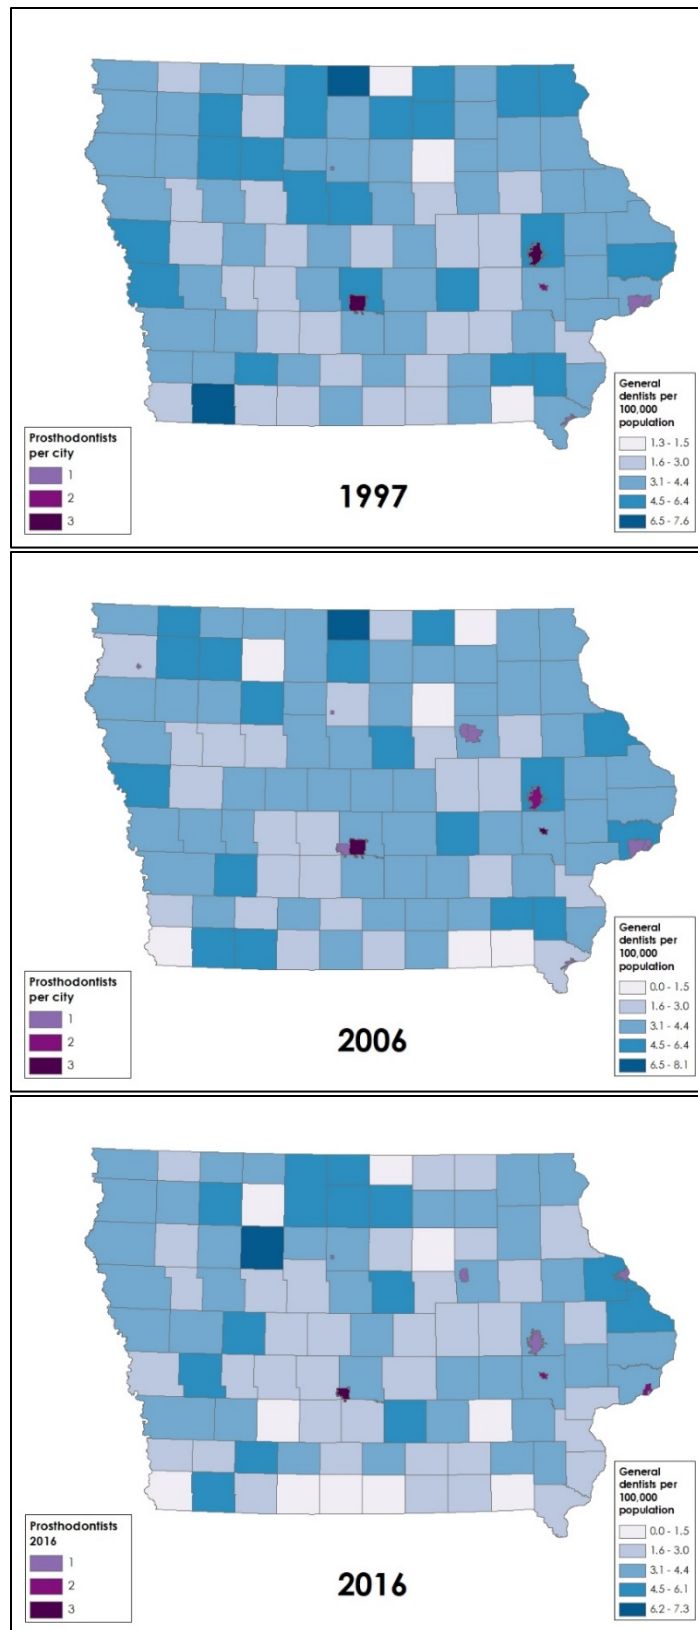 Prosthodontists
per city
1
2
3
1997
General
dentists per
100,000
population
1.3 - 1.5
1.6 - 3.0
3.1 - 4.4
4.5 - 6.4
6.5 - 7.6
Prosthodontists
per city
1
2
3
2006
General
dentists per
100,000
population
0.0 - 1.5
1.6 - 3.0
3.1 - 4.4
4.5 - 6.4
6.5 - 8.1
Prosthodontists
2016
1
2
3
2016
General
dentists per
100,000
population
0.0 - 1.5
1.6 - 3.0
3.1 - 4.4
4.5 - 6.1
6.2 - 7.3